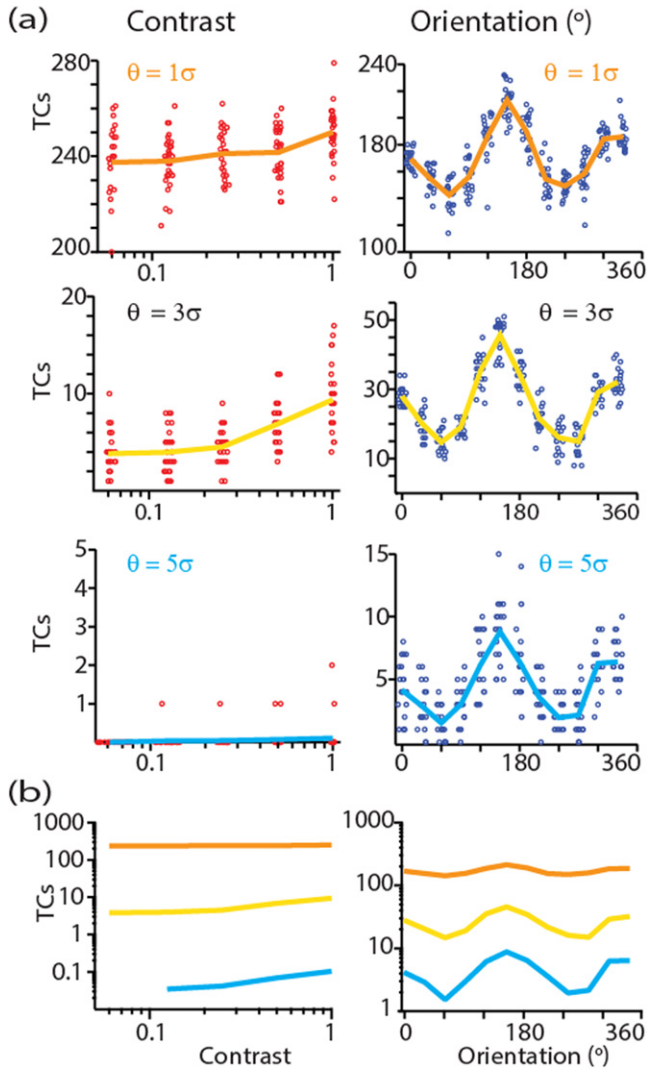 (a) Contrast Orientation (º)
280 θ = 1σ 240 θ = 1σ
TCs
240 180
200 100
0.1 1 0 180 360
20 θ = 3σ 50 θ = 3σ
TCs
10 30
10
0.1 1 0 180 360
5 θ = 5σ 15 θ = 5σ
4
TCs
3 10
2
1 5
0.1 1 0 180 360
(b)
1000 1000
100
TCs
10 100
1 10
0.1 1
0.1 1 0 180 360
Contrast Orientation (º)